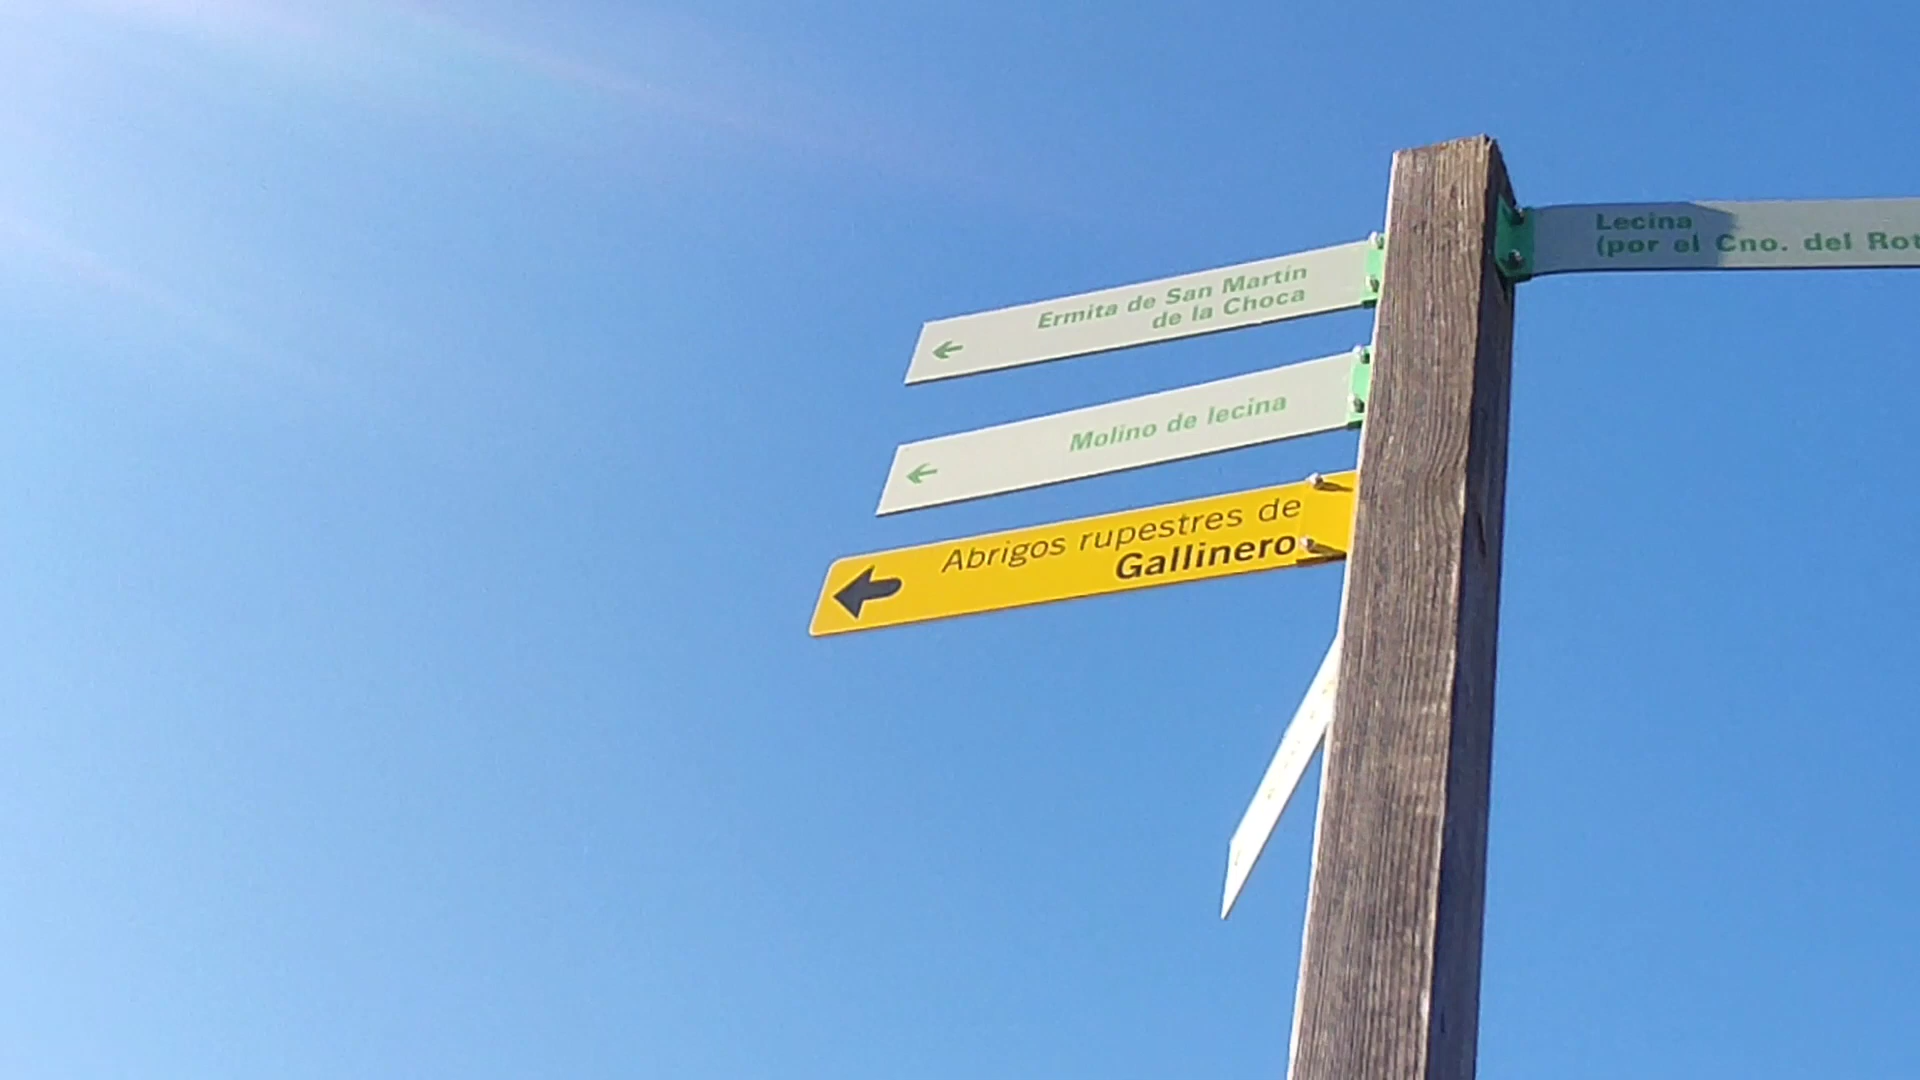 Ermita de San Martín
de la Choca
Molino de lecina
Abrigos rupestres de
Gallinero
Lecina
(por el Cno. del